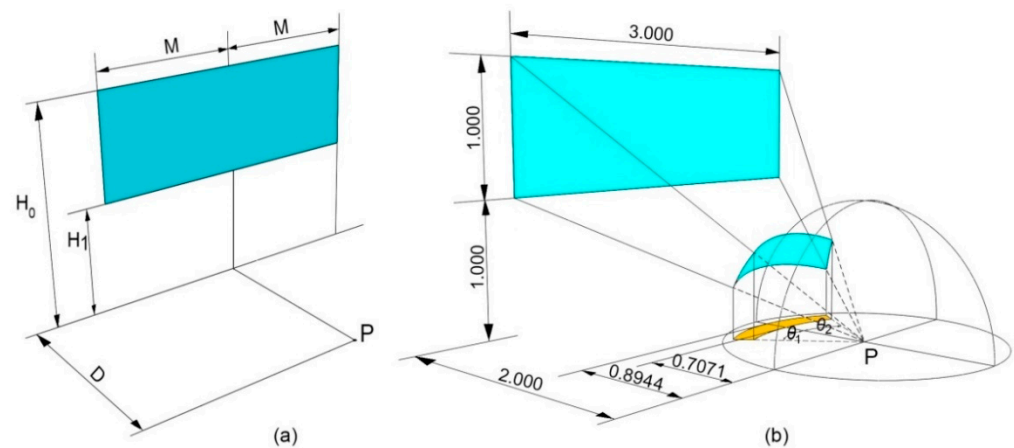 M
M
H₀
H1
D
P
(a)
3.000
1.000
1.000
2.000
0.8944
0.7071
θ₁
θ₂
P
(b)